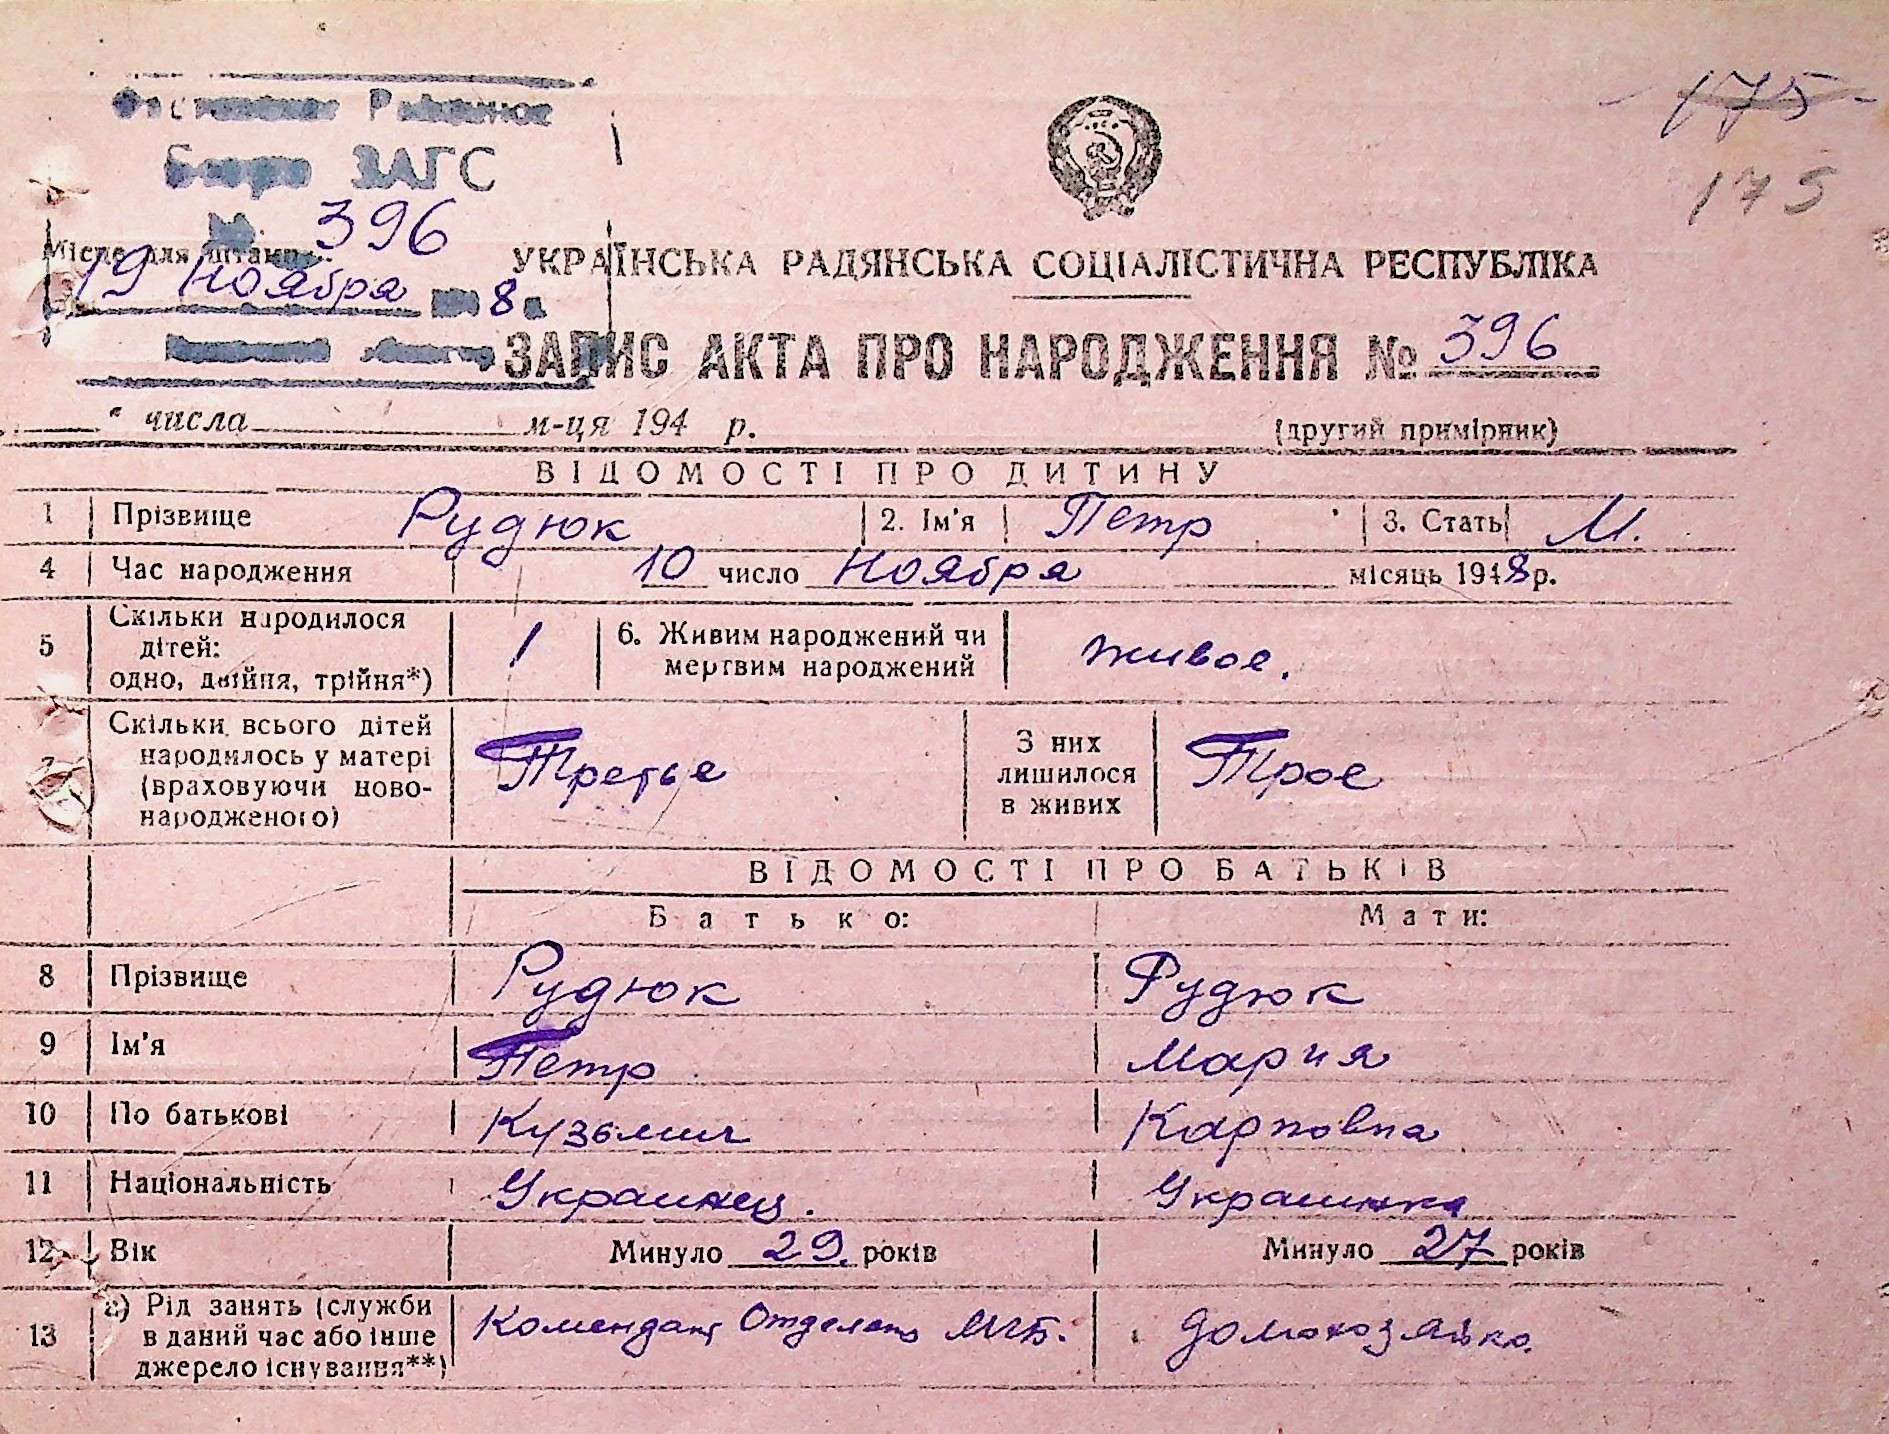 175
175
Бюро ЗАГС
№ 396
Місце для штампу
19 Ноября 8
УКРАЇНСЬКА РАДЯНСЬКА СОЦІАЛІСТИЧНА РЕСПУБЛІКА
ЗАПИС АКТА ПРО НАРОДЖЕННЯ № 396
" числа м-ця 194 р. (другий примірник)
ВІДОМОСТІ ПРО ДИТИНУ
1 Прізвище Рудюк 2. Ім'я Петр 3. Стать М.
4 Час народження 10 число Ноября місяць 1948 р.
5 Скільки народилося дітей: одно, двійня, трійня*) 1 6. Живим народжений чи мертвим народжений живое.
7 Скільки всього дітей народилось у матері (враховуючи ново-народженого) Третье З них лишилося в живих Трое
ВІДОМОСТІ ПРО БАТЬКІВ
Батько: Мати:
8 Прізвище Рудюк Рудюк
9 Ім'я Петр Мария
10 По батькові Кузьмич Карповна
11 Національність Украинец. Украинка
12 Вік Минуло 29. років Минуло 27 років
13 а) Рід занять (служби в даний час або інше джерело існування**) Комендант МГБ. домохозяйка.